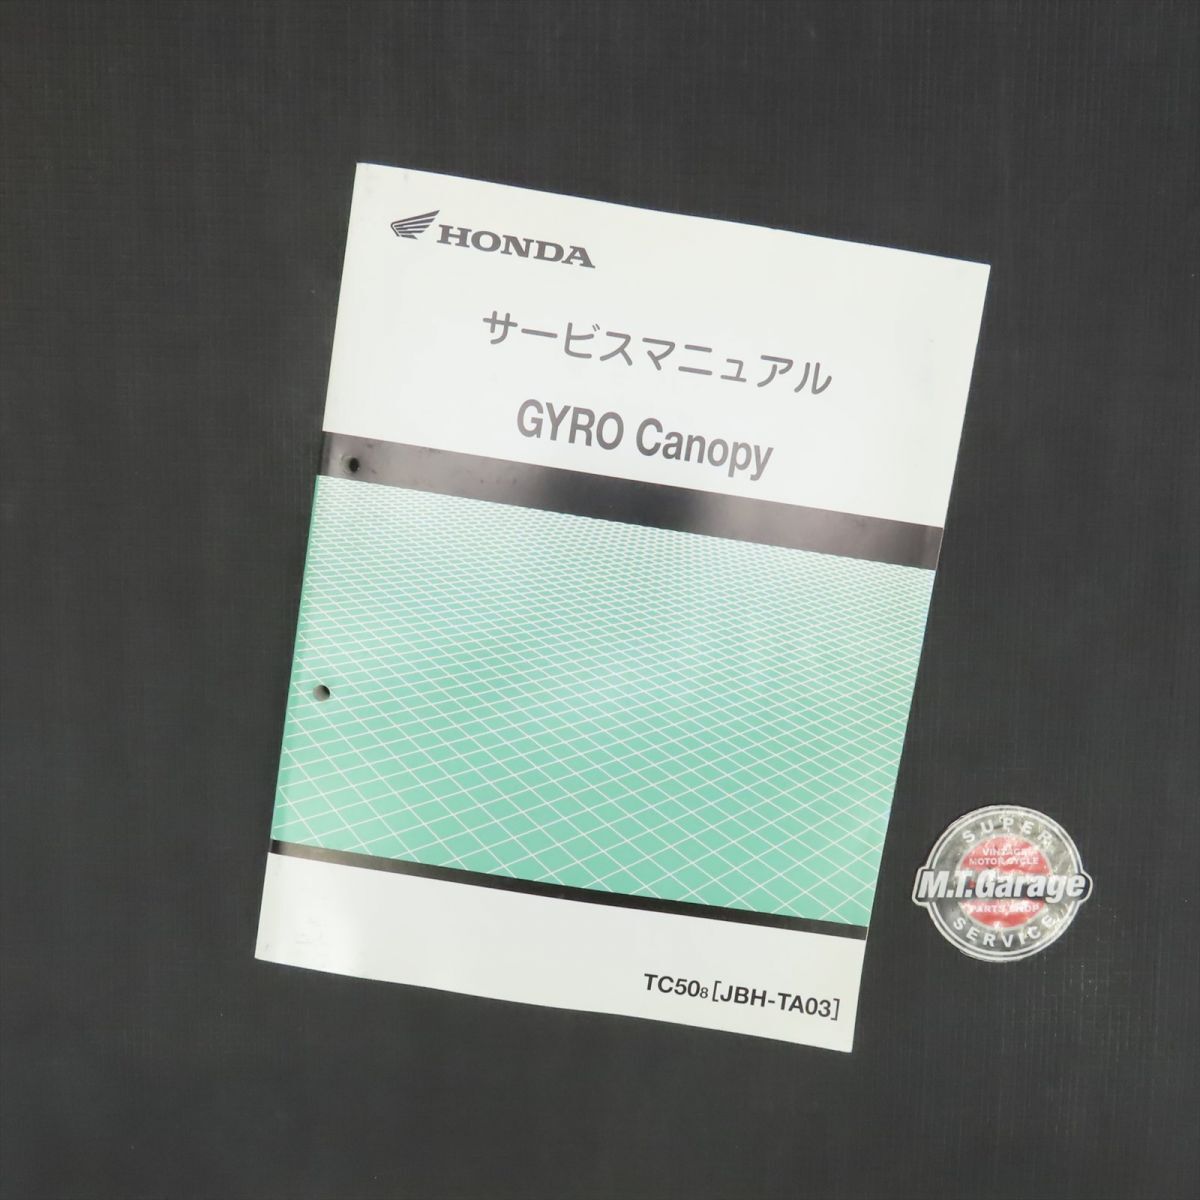 HONDA
サービスマニュアル
GYRO Canopy
TC508 [JBH-TA03]
SUPER
VINTAGE
MOTORCYCLE
M.T.Garage
PARTS SHOP
SERVICE